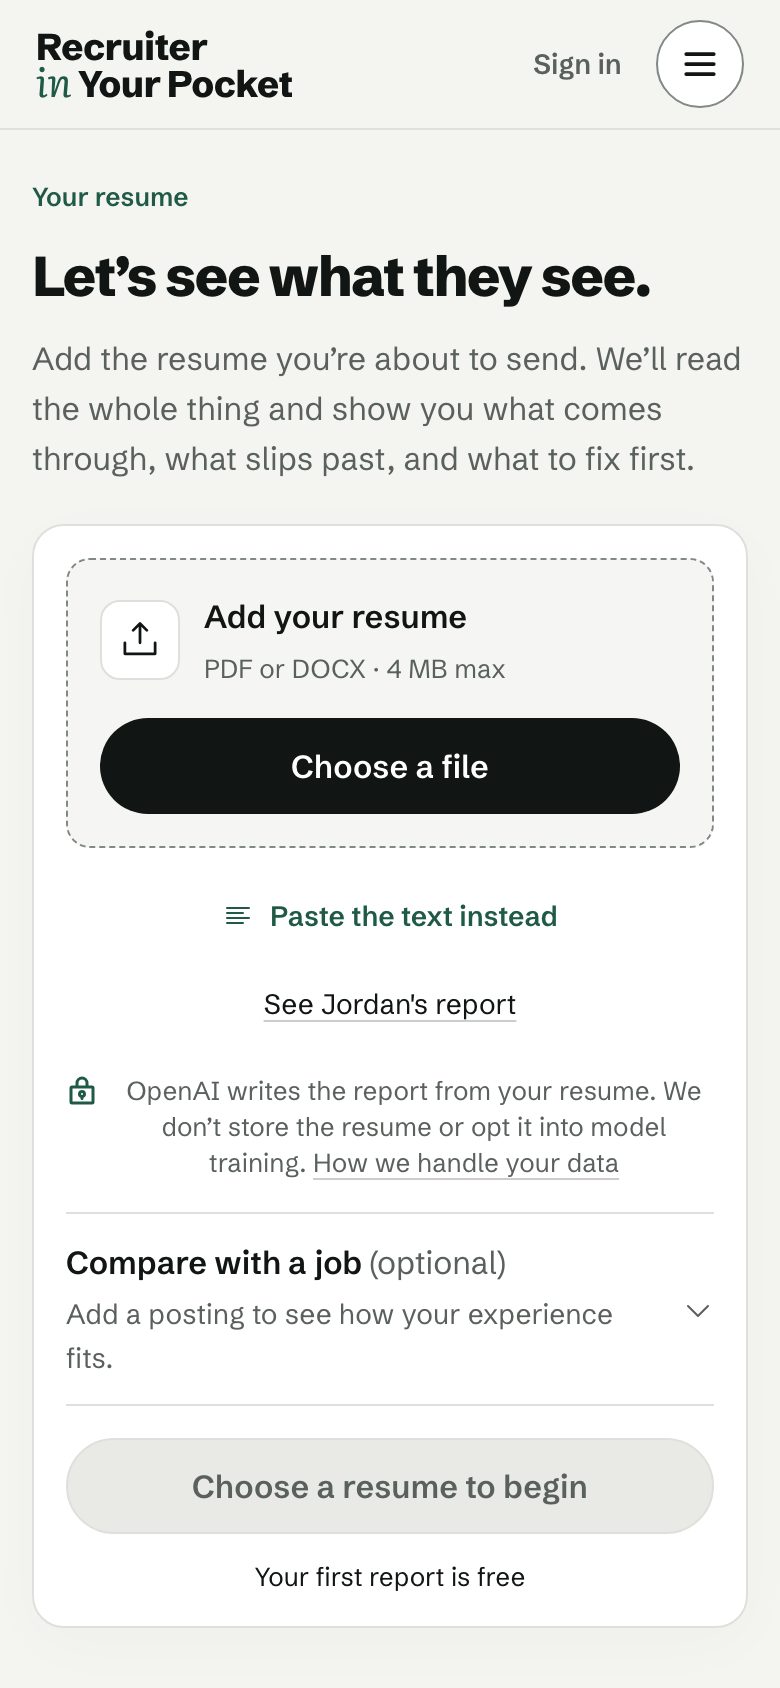 Recruiter
in Your Pocket
Sign in
Your resume
Let’s see what they see.
Add the resume you’re about to send. We’ll read
the whole thing and show you what comes
through, what slips past, and what to fix first.
Add your resume
PDF or DOCX · 4 MB max
Choose a file
Paste the text instead
See Jordan's report
OpenAI writes the report from your resume. We
don’t store the resume or opt it into model
training. How we handle your data
Compare with a job (optional)
Add a posting to see how your experience
fits.
Choose a resume to begin
Your first report is free